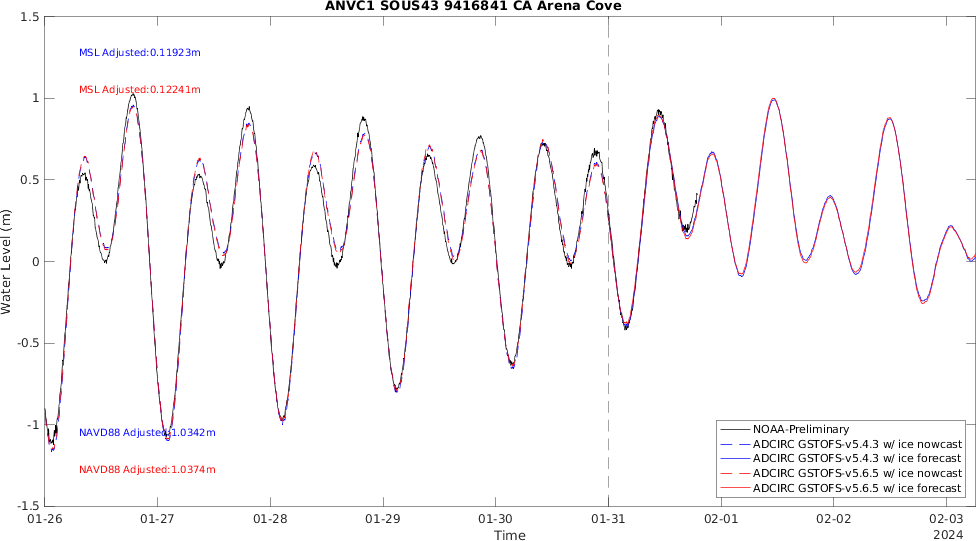 ANVC1 SOUS43 9416841 CA Arena Cove
1.5
1
0.5
0
-0.5
-1
-1.5
Water Level (m)
MSL Adjusted:0.11923m
MSL Adjusted:0.12241m
NAVD88 Adjusted:1.0342m
NAVD88 Adjusted:1.0374m
NOAA-Preliminary
ADCIRC GSTOFS-v5.4.3 w/ ice nowcast
ADCIRC GSTOFS-v5.4.3 w/ ice forecast
ADCIRC GSTOFS-v5.6.5 w/ ice nowcast
ADCIRC GSTOFS-v5.6.5 w/ ice forecast
01-26 01-27 01-28 01-29 01-30 01-31 02-01 02-02 02-03
Time
2024